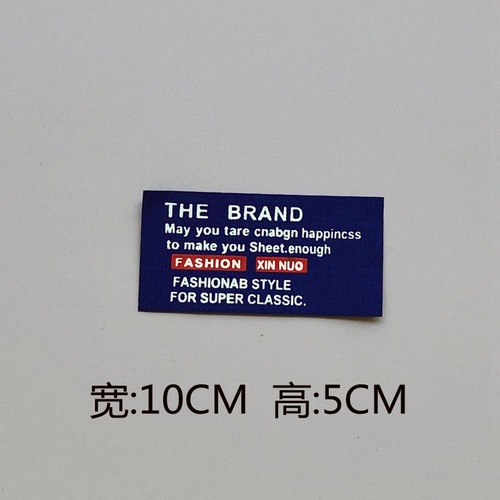 THE BRAND
May you tare cnabgn happincss
to make you Sheet.enough
FASHION XIN NUO
FASHIONAB STYLE
FOR SUPER CLASSIC.
宽:10CM 高:5CM